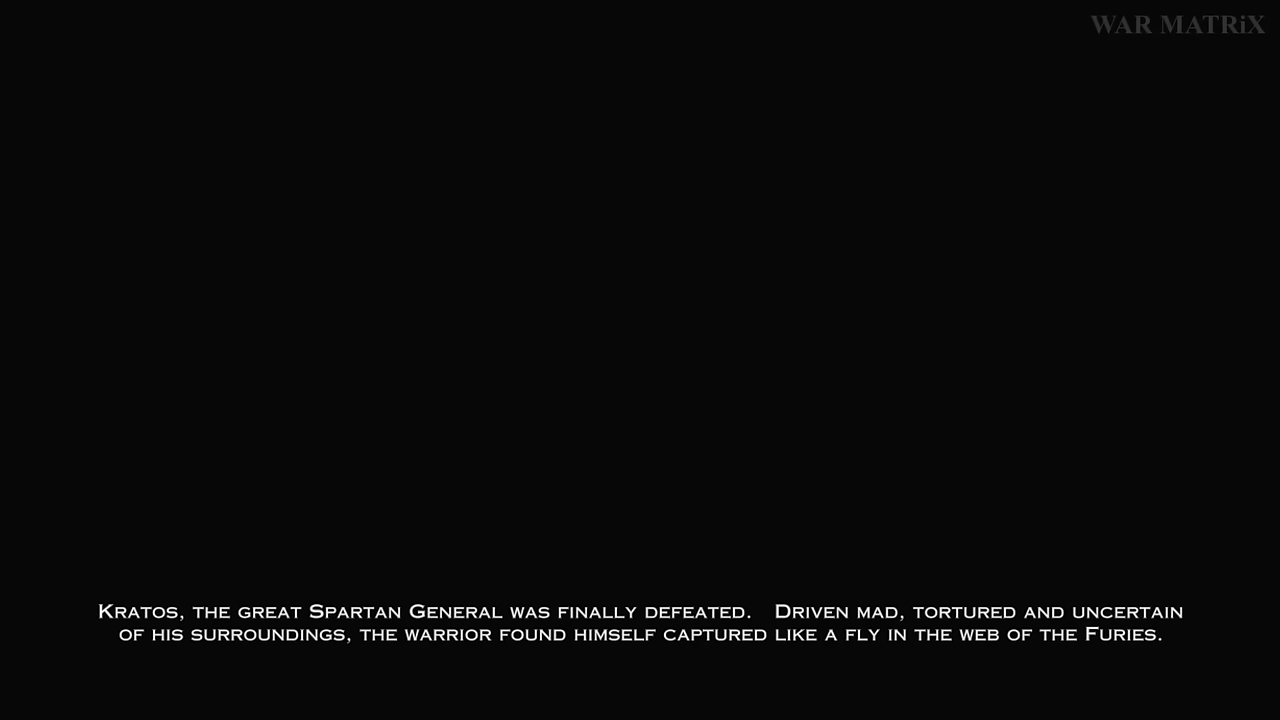 WAR MATRiX
Kratos, the great Spartan General was finally defeated. Driven mad, tortured and uncertain
of his surroundings, the warrior found himself captured like a fly in the web of the Furies.